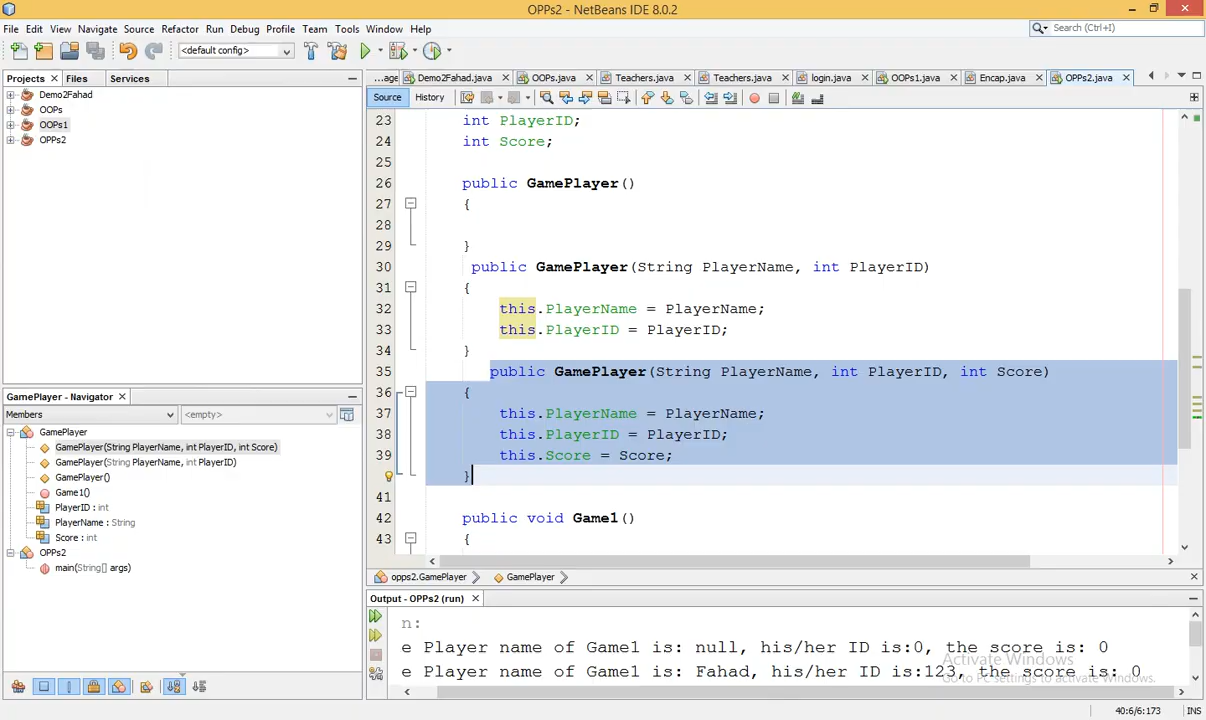 OPPs2 - NetBeans IDE 8.0.2
File Edit View Navigate Source Refactor Run Debug Profile Team Tools Window Help
Search (Ctrl+I)
<default config>
Projects Files Services
...age Demo2Fahad.java OOPs.java Teachers.java Teachers.java login.java OOPs1.java Encap.java OPPs2.java
Source History
Demo2Fahad
OOPs
OOPs1
OPPs2
23 int PlayerID;
24 int Score;
25
26 public GamePlayer()
27 {
28
29 }
30 public GamePlayer(String PlayerName, int PlayerID)
31 {
32 this.PlayerName = PlayerName;
33 this.PlayerID = PlayerID;
34 }
35 public GamePlayer(String PlayerName, int PlayerID, int Score)
36 {
37 this.PlayerName = PlayerName;
38 this.PlayerID = PlayerID;
39 this.Score = Score;
}
41
42 public void Game1()
43 {
GamePlayer - Navigator
Members <empty>
GamePlayer
GamePlayer(String PlayerName, int PlayerID, int Score)
GamePlayer(String PlayerName, int PlayerID)
GamePlayer()
Game1()
PlayerID : int
PlayerName : String
Score : int
OPPs2
main(String[] args)
opps2.GamePlayer GamePlayer
Output - OPPs2 (run)
n:
e Player name of Game1 is: null, his/her ID is:0, the score is: 0
e Player name of Game1 is: Fahad, his/her ID is:123, the score is: 0
Activate Windows
Go to PC settings to activate Windows.
40:6/6:173 INS